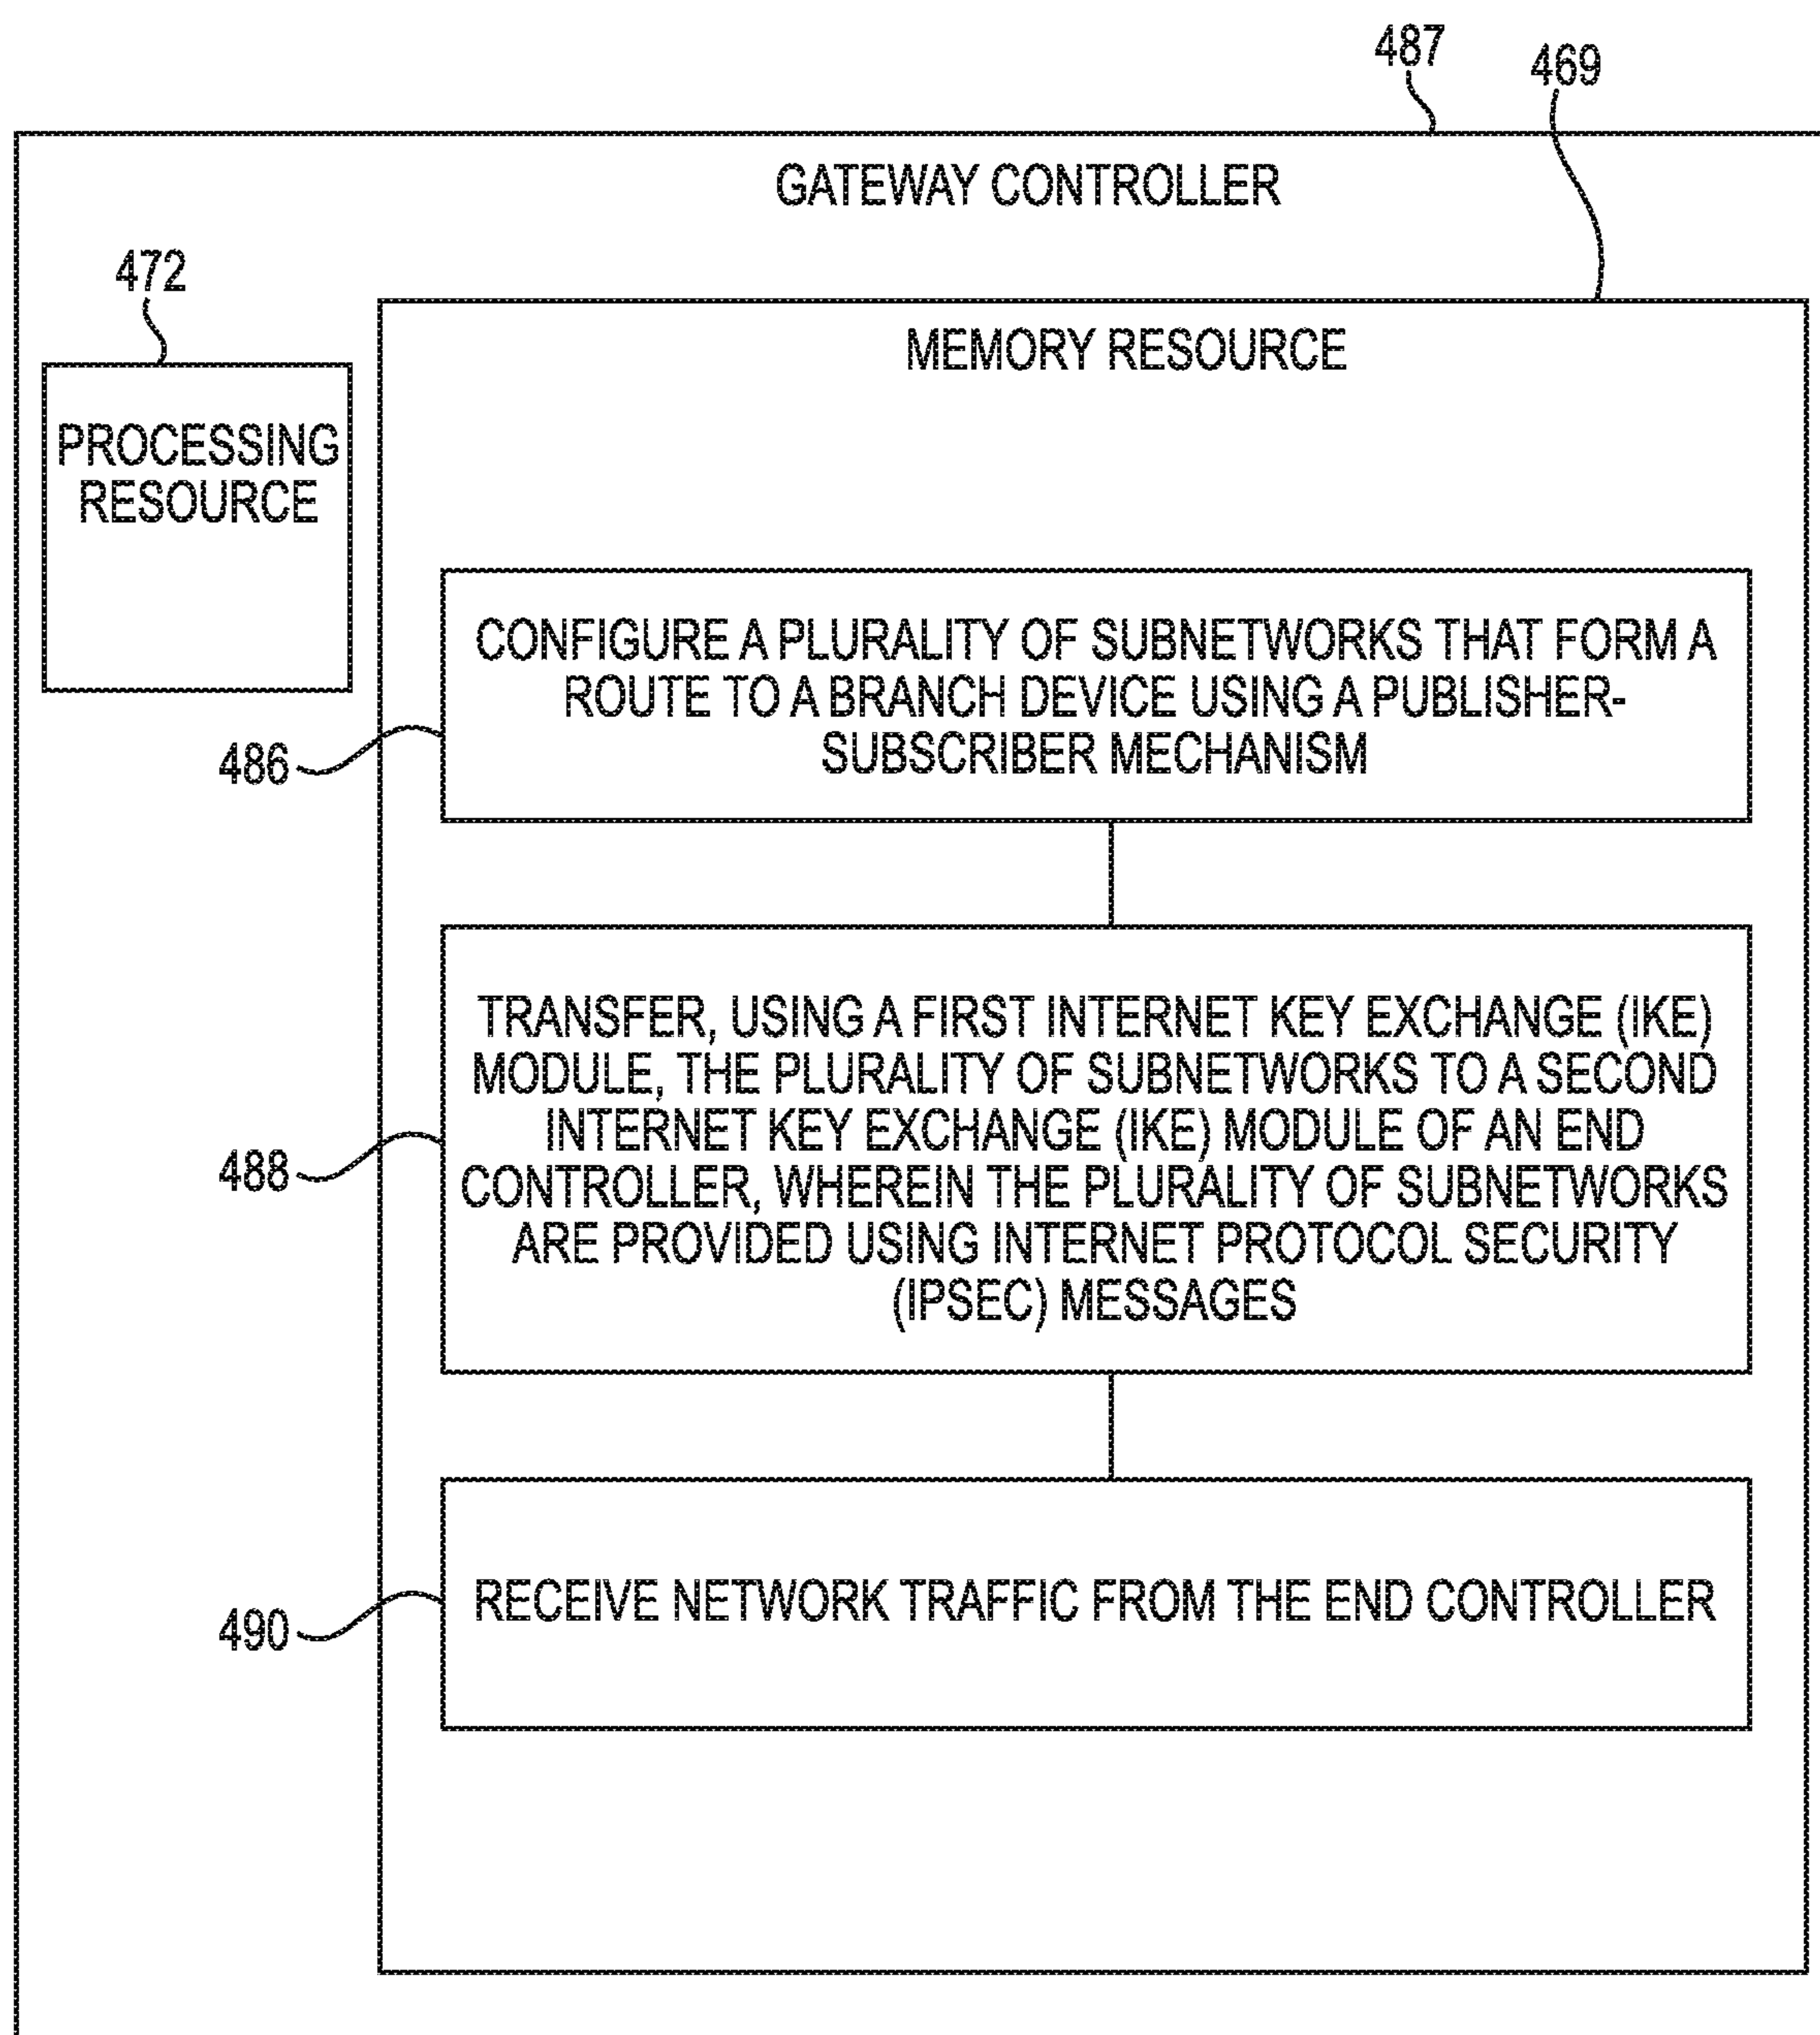 487
469
GATEWAY CONTROLLER
472
MEMORY RESOURCE
PROCESSING
RESOURCE
CONFIGURE A PLURALITY OF SUBNETWORKS THAT FORM A
ROUTE TO A BRANCH DEVICE USING A PUBLISHER-
SUBSCRIBER MECHANISM
486
TRANSFER, USING A FIRST INTERNET KEY EXCHANGE (IKE)
MODULE, THE PLURALITY OF SUBNETWORKS TO A SECOND
INTERNET KEY EXCHANGE (IKE) MODULE OF AN END
CONTROLLER, WHEREIN THE PLURALITY OF SUBNETWORKS
ARE PROVIDED USING INTERNET PROTOCOL SECURITY
(IPSEC) MESSAGES
488
RECEIVE NETWORK TRAFFIC FROM THE END CONTROLLER
490